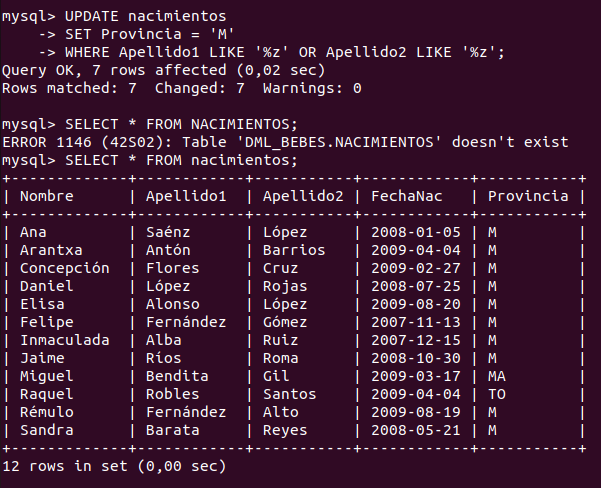 mysql> UPDATE nacimientos
    -> SET Provincia = 'M'
    -> WHERE Apellido1 LIKE '%z' OR Apellido2 LIKE '%z';
Query OK, 7 rows affected (0,02 sec)
Rows matched: 7  Changed: 7  Warnings: 0

mysql> SELECT * FROM NACIMIENTOS;
ERROR 1146 (42S02): Table 'DML_BEBES.NACIMIENTOS' doesn't exist
mysql> SELECT * FROM nacimientos;
+-------------+-----------+-----------+------------+-----------+
| Nombre      | Apellido1 | Apellido2 | FechaNac   | Provincia |
+-------------+-----------+-----------+------------+-----------+
| Ana         | Saénz     | López     | 2008-01-05 | M         |
| Arantxa     | Antón     | Barrios   | 2009-04-04 | M         |
| Concepción  | Flores    | Cruz      | 2009-02-27 | M         |
| Daniel      | López     | Rojas     | 2008-07-25 | M         |
| Elisa       | Alonso    | López     | 2009-08-20 | M         |
| Felipe      | Fernández | Gómez     | 2007-11-13 | M         |
| Inmaculada  | Alba      | Ruiz      | 2007-12-15 | M         |
| Jaime       | Ríos      | Roma      | 2008-10-30 | M         |
| Miguel      | Bendita   | Gil       | 2009-03-17 | MA        |
| Raquel      | Robles    | Santos    | 2009-04-04 | TO        |
| Rémulo      | Fernández | Alto      | 2009-08-19 | M         |
| Sandra      | Barata    | Reyes     | 2008-05-21 | M         |
+-------------+-----------+-----------+------------+-----------+
12 rows in set (0,00 sec)